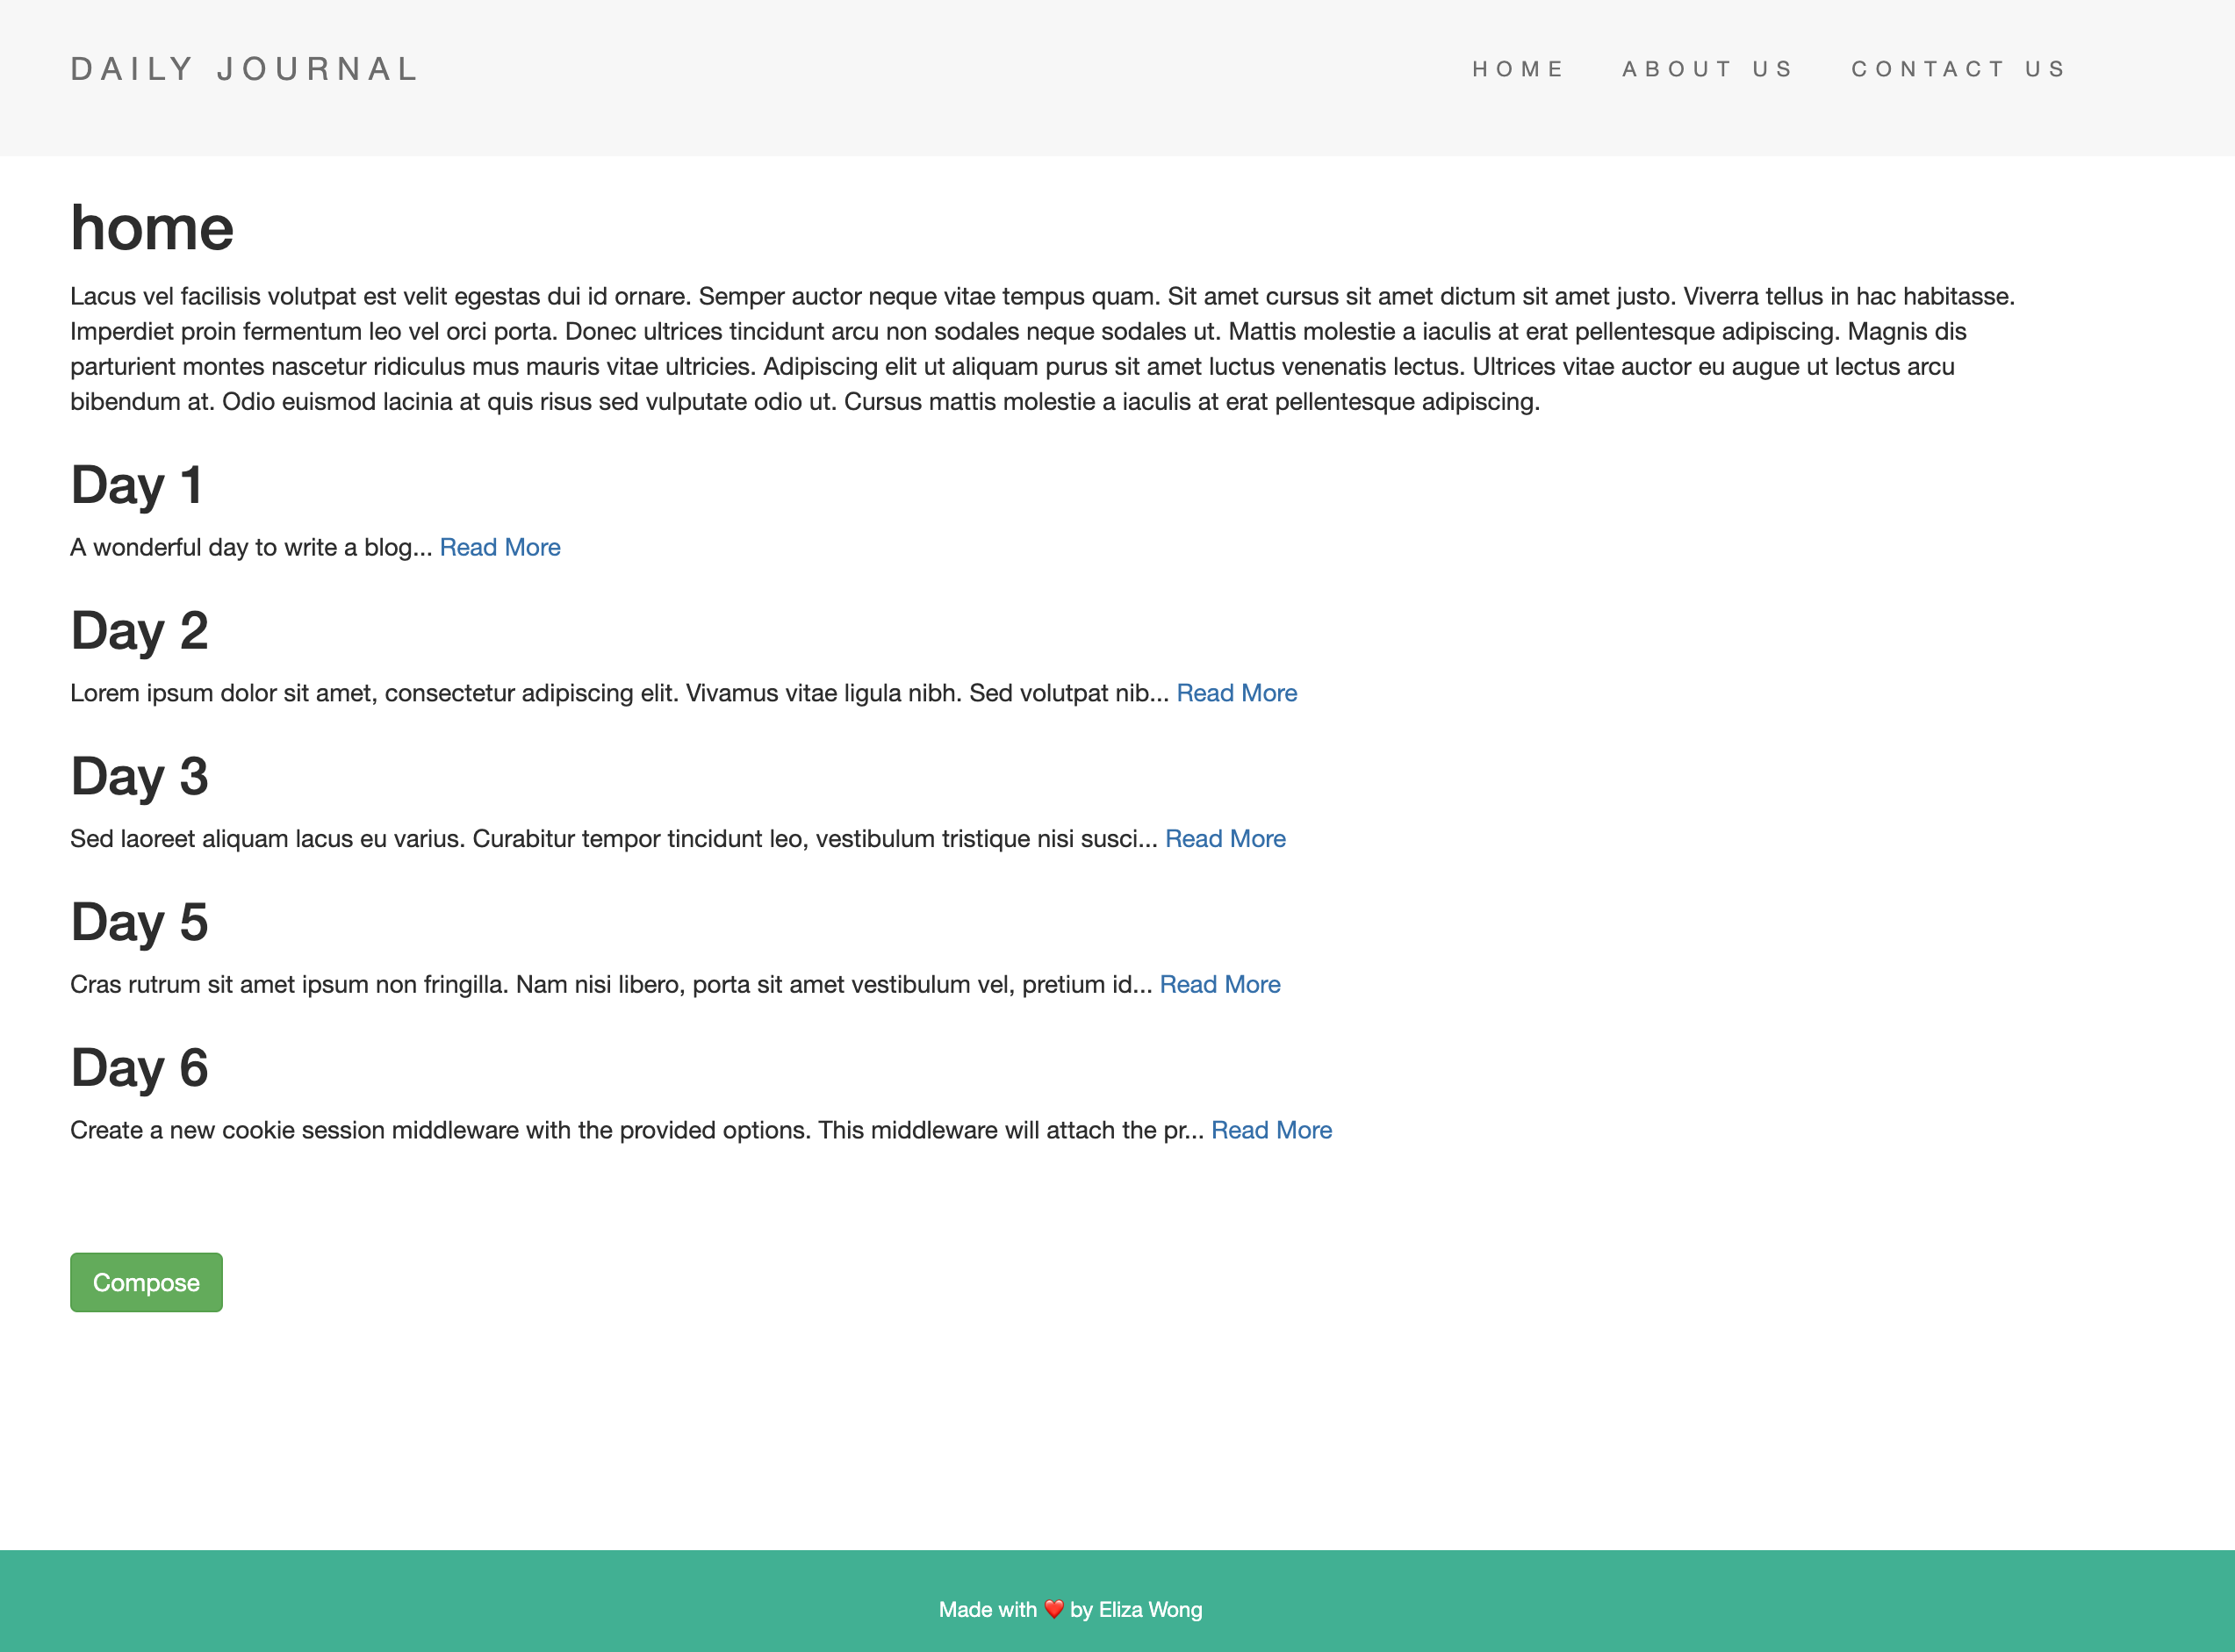 DAILY JOURNAL
HOME ABOUT US CONTACT US
home
Lacus vel facilisis volutpat est velit egestas dui id ornare. Semper auctor neque vitae tempus quam. Sit amet cursus sit amet dictum sit amet justo. Viverra tellus in hac habitasse.
Imperdiet proin fermentum leo vel orci porta. Donec ultrices tincidunt arcu non sodales neque sodales ut. Mattis molestie a iaculis at erat pellentesque adipiscing. Magnis dis
parturient montes nascetur ridiculus mus mauris vitae ultricies. Adipiscing elit ut aliquam purus sit amet luctus venenatis lectus. Ultrices vitae auctor eu augue ut lectus arcu
bibendum at. Odio euismod lacinia at quis risus sed vulputate odio ut. Cursus mattis molestie a iaculis at erat pellentesque adipiscing.
Day 1
A wonderful day to write a blog... Read More
Day 2
Lorem ipsum dolor sit amet, consectetur adipiscing elit. Vivamus vitae ligula nibh. Sed volutpat nib... Read More
Day 3
Sed laoreet aliquam lacus eu varius. Curabitur tempor tincidunt leo, vestibulum tristique nisi susci... Read More
Day 5
Cras rutrum sit amet ipsum non fringilla. Nam nisi libero, porta sit amet vestibulum vel, pretium id... Read More
Day 6
Create a new cookie session middleware with the provided options. This middleware will attach the pr... Read More
Compose
Made with ❤️ by Eliza Wong